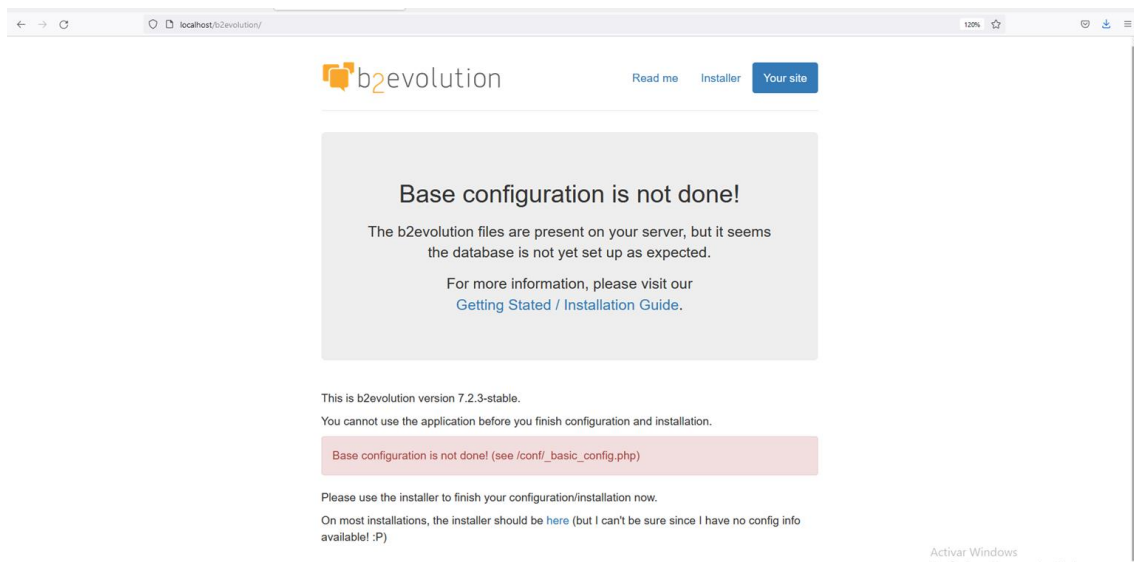 localhost/b2evolution/
120%
b2evolution
Read me
Installer
Your site
Base configuration is not done!
The b2evolution files are present on your server, but it seems
the database is not yet set up as expected.
For more information, please visit our
Getting Stated / Installation Guide.
This is b2evolution version 7.2.3-stable.
You cannot use the application before you finish configuration and installation.
Base configuration is not done! (see /conf/_basic_config.php)
Please use the installer to finish your configuration/installation now.
On most installations, the installer should be here (but I can't be sure since I have no config info
available! :P)
Activar Windows